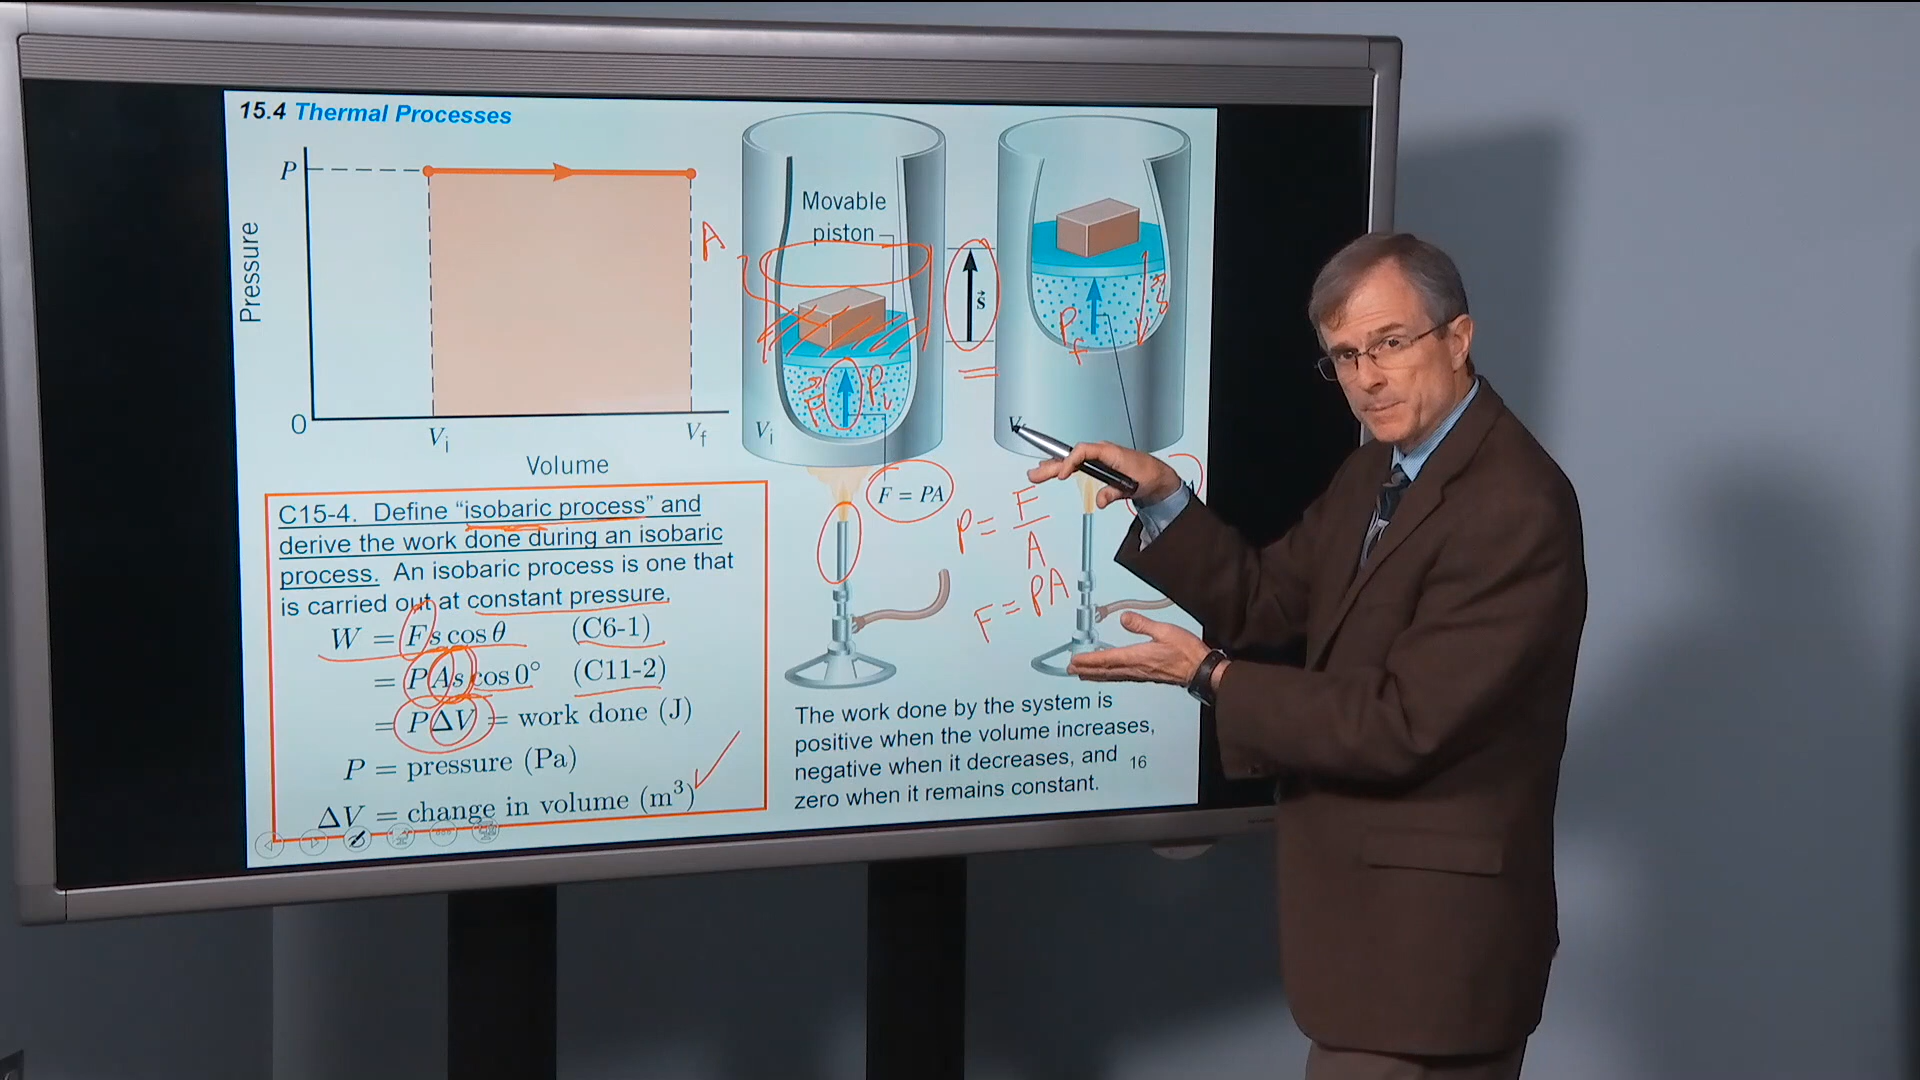 15.4 Thermal Processes
P
Pressure
0
Vi
Vf
Volume
A
Movable
piston
s
F
Pi
Vi
F = PA
Pf
s
P = F/A
F = PA
C15-4. Define “isobaric process” and
derive the work done during an isobaric
process. An isobaric process is one that
is carried out at constant pressure.
W = F s cos θ (C6-1)
= PAs cos 0° (C11-2)
= PΔV = work done (J)
P = pressure (Pa)
ΔV = change in volume (m³)
The work done by the system is
positive when the volume increases,
negative when it decreases, and
zero when it remains constant.
16